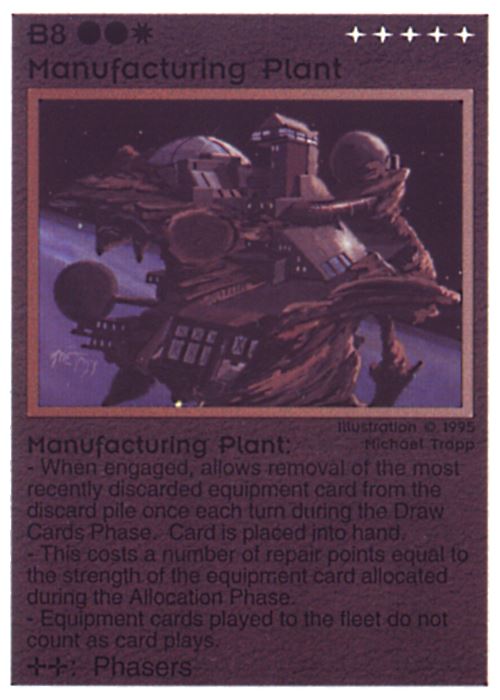 B8
Manufacturing Plant
Illustration © 1995
Michael Trapp
Manufacturing Plant:
- When engaged, allows removal of the most
recently discarded equipment card from the
discard pile once each turn during the Draw
Cards Phase.  Card is placed into hand.
- This costs a number of repair points equal to
the strength of the equipment card allocated
during the Allocation Phase.
- Equipment cards played to the fleet do not
count as card plays.
++: Phasers